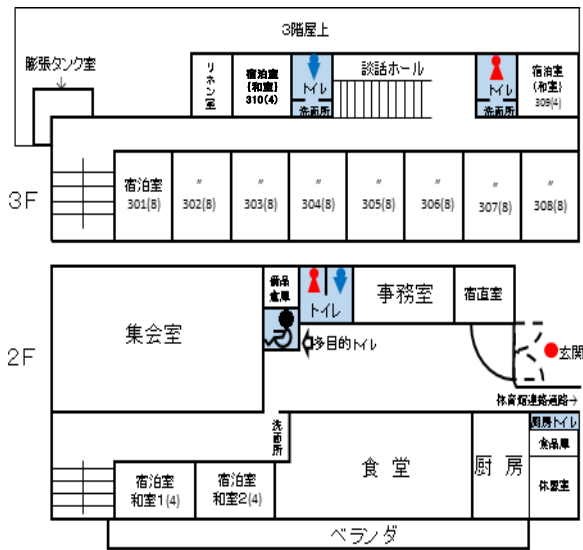 3階屋上
膨張タンク室
リネン室
宿泊室
(和室)
310(4)
トイレ
洗面所
談話ホール
トイレ
洗面所
宿泊室
(和室)
309(4)
3F
宿泊室
301(8)
〃
302(8)
〃
303(8)
〃
304(8)
〃
305(8)
〃
306(8)
〃
307(8)
〃
308(8)
2F
集会室
備品
倉庫
トイレ
事務室
宿直室
多目的トイレ
玄関
体育館連絡通路→
洗面所
宿泊室
和室1(4)
宿泊室
和室2(4)
食堂
厨房
厨房トイレ
食品庫
休憩室
ベランダ